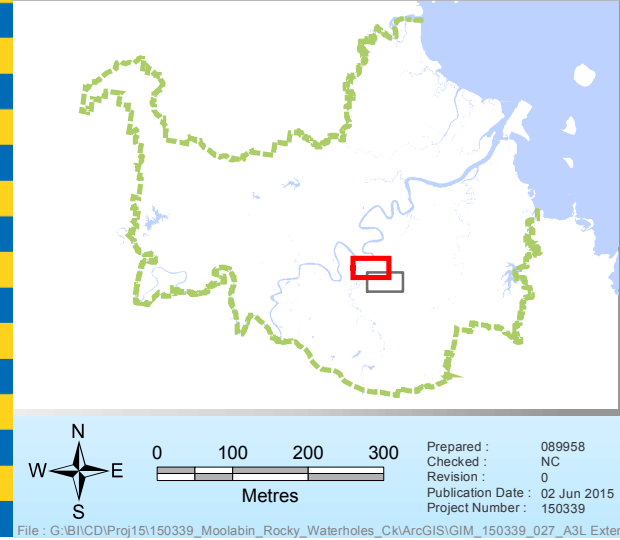 N
W E
S
0 100 200 300
Metres
Prepared : 089958
Checked : NC
Revision : 0
Publication Date : 02 Jun 2015
Project Number : 150339
File : G:\BI\CD\Proj15\150339_Moolabin_Rocky_Waterholes_Ck\ArcGIS\GIM_150339_027_A3L Exter